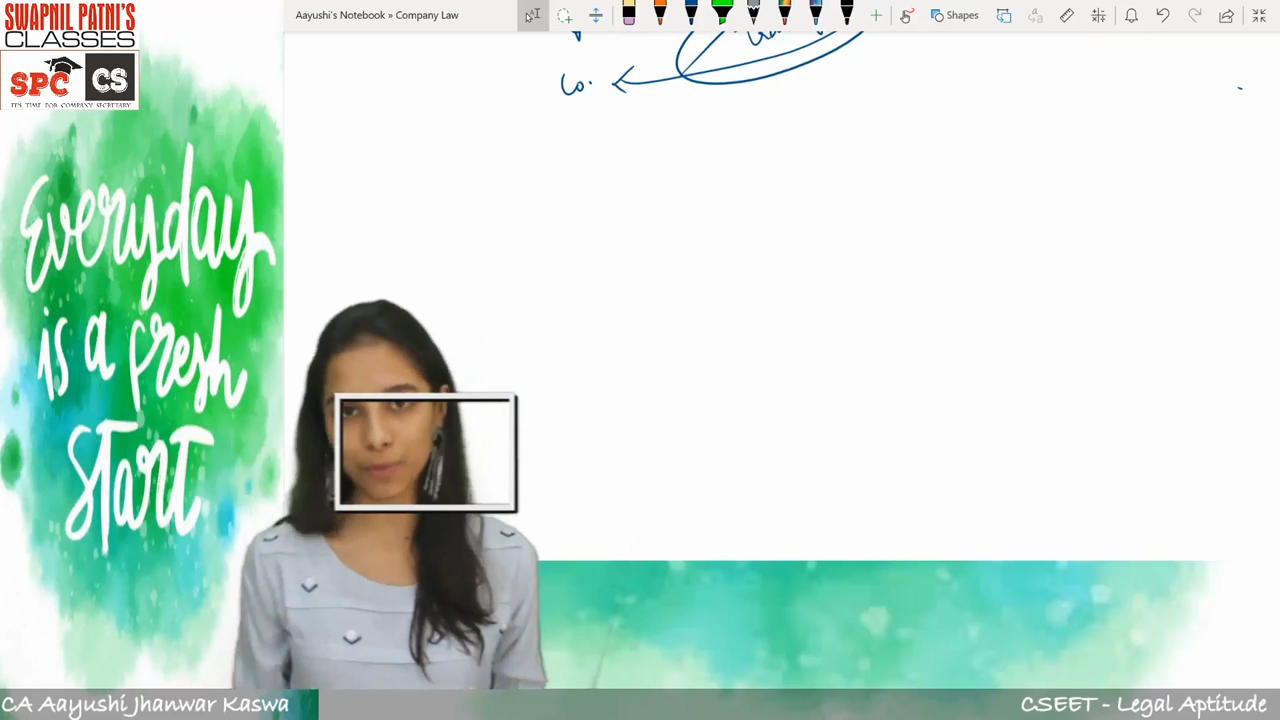 SWAPNIL PATNI'S
CLASSES
SPC CS
IT'S TIME FOR COMPANY SECRETARY
Aayushi's Notebook » Company Law
Shapes
Co.
Everyday
is a fresh
START
CA Aayushi Jhanwar Kaswa
CSEET - Legal Aptitude